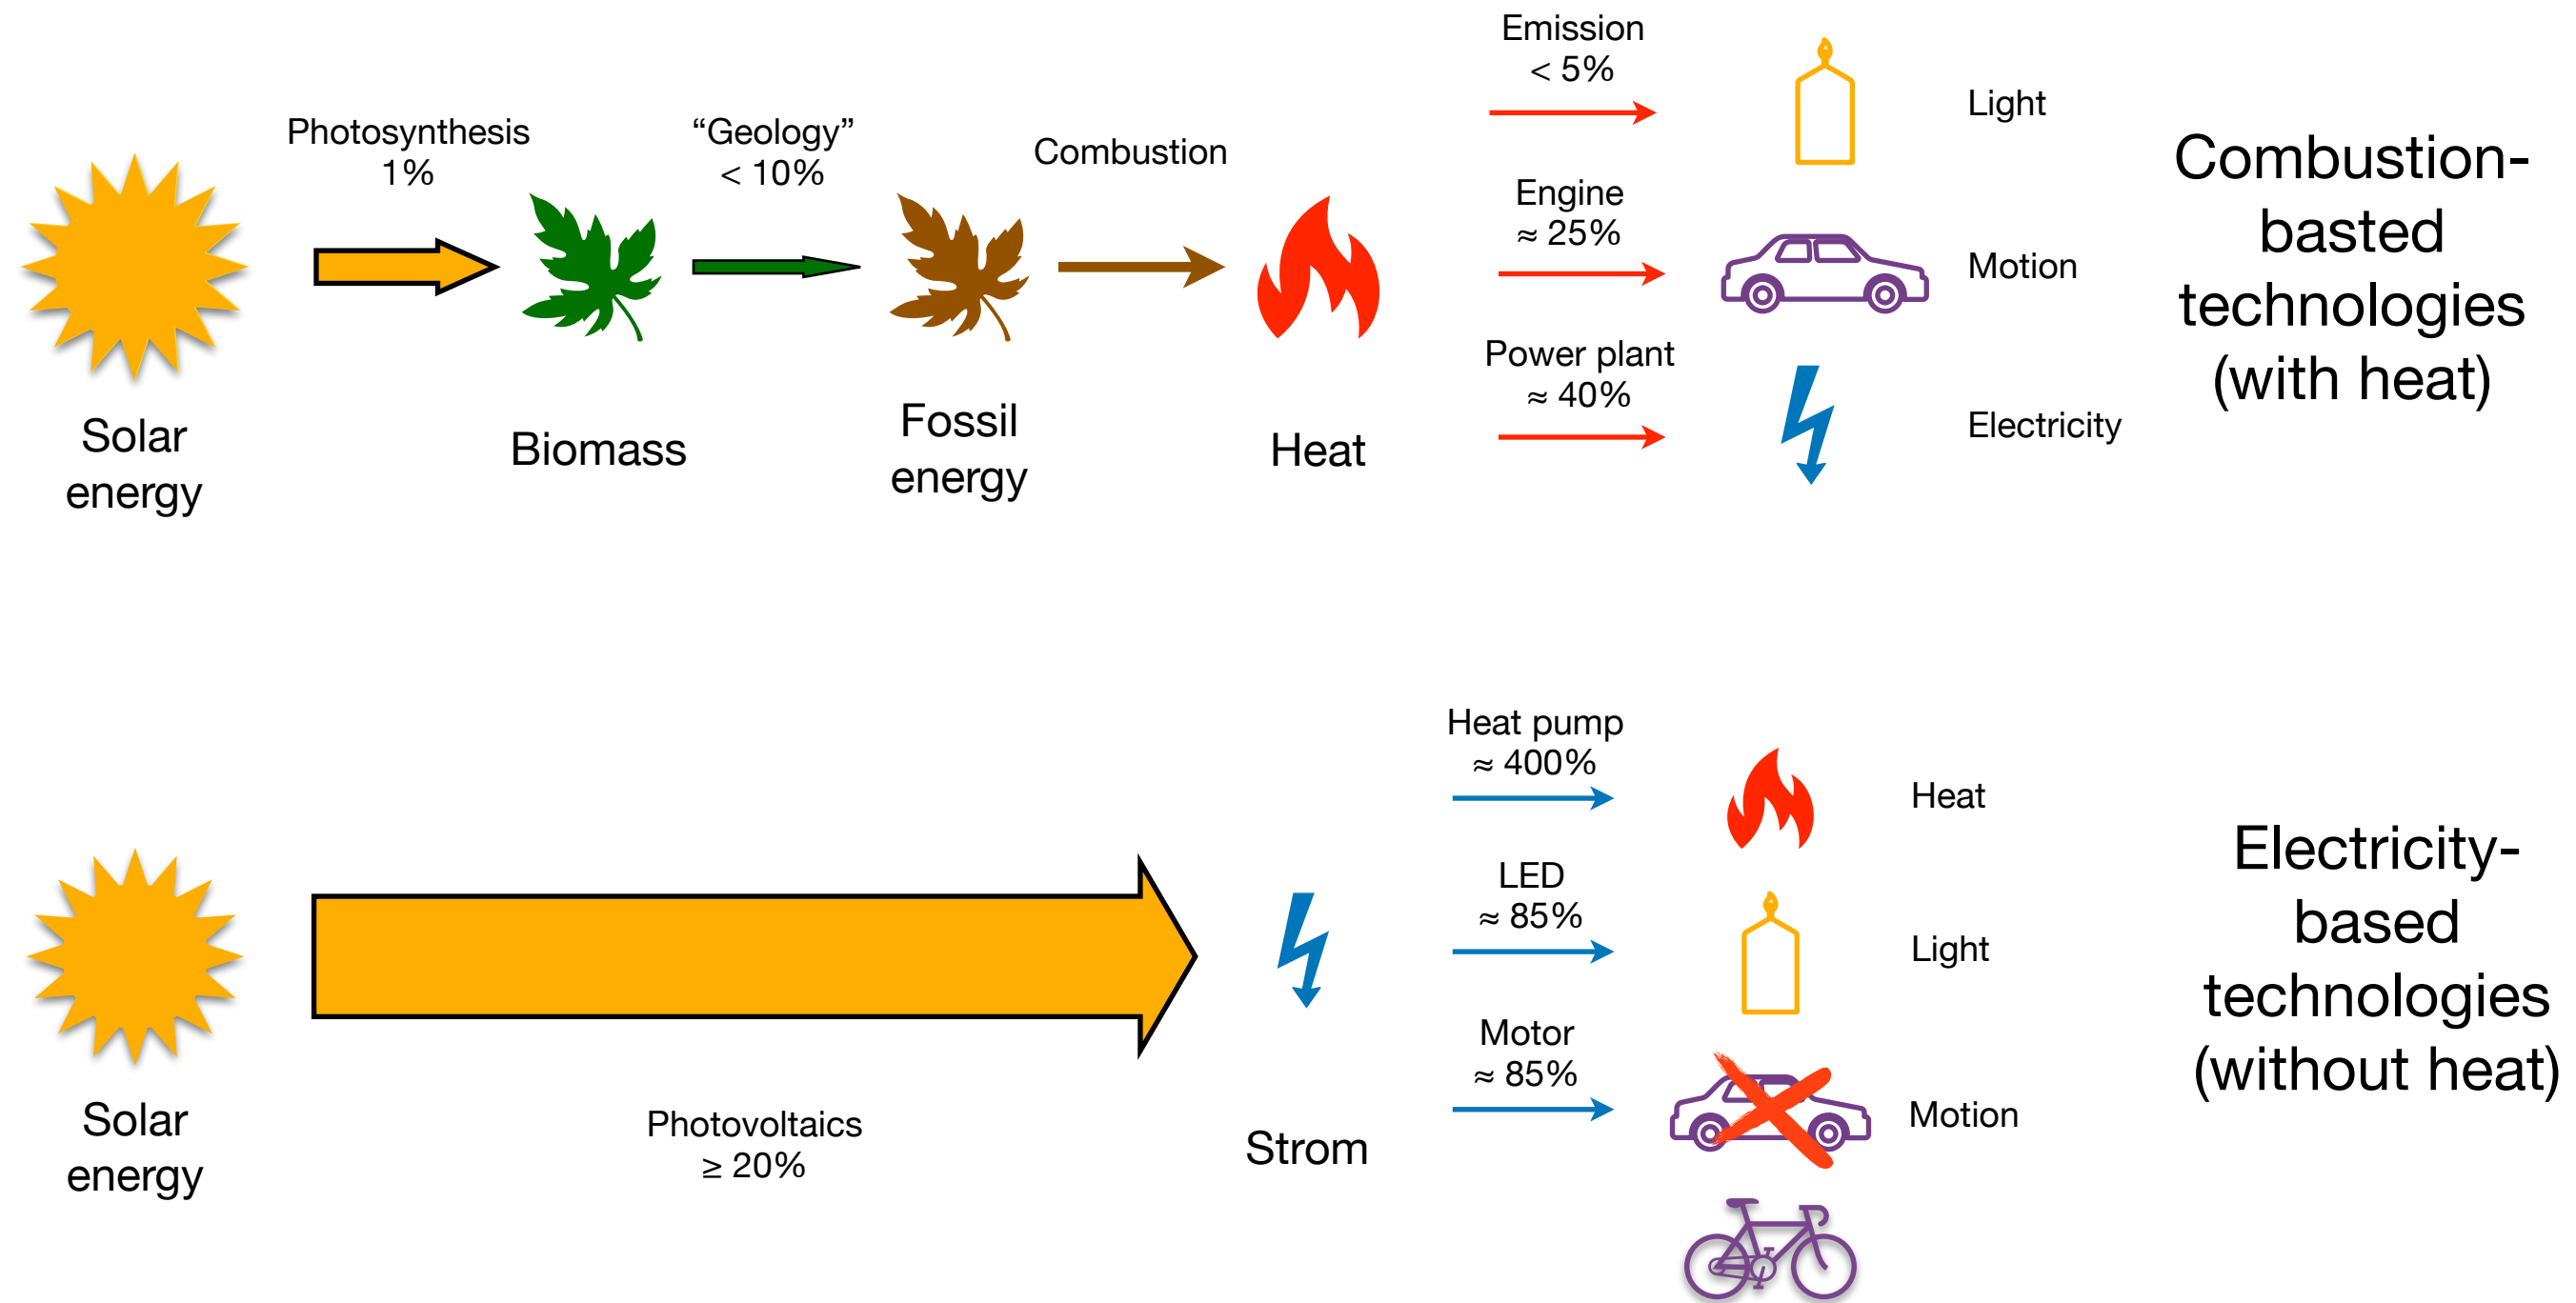 Photosynthesis
1%
“Geology”
< 10%
Combustion
Emission
< 5%
Engine
≈ 25%
Power plant
≈ 40%
Light
Motion
Electricity
Solar
energy
Biomass
Fossil
energy
Heat
Combustion-
basted
technologies
(with heat)
Heat pump
≈ 400%
LED
≈ 85%
Motor
≈ 85%
Heat
Light
Motion
Solar
energy
Photovoltaics
≥ 20%
Strom
Electricity-
based
technologies
(without heat)